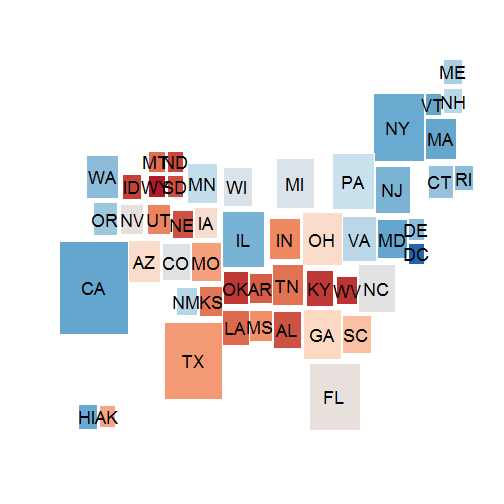 ME
VT NH
NY MA
MT ND
WA ID WY SD MN WI MI PA NJ CT RI
OR NV UT NE IA
IL IN OH VA MD DE
DC
AZ CO MO
CA NM KS OK AR TN KY WV NC
LA MS AL GA SC
TX
FL
HI AK